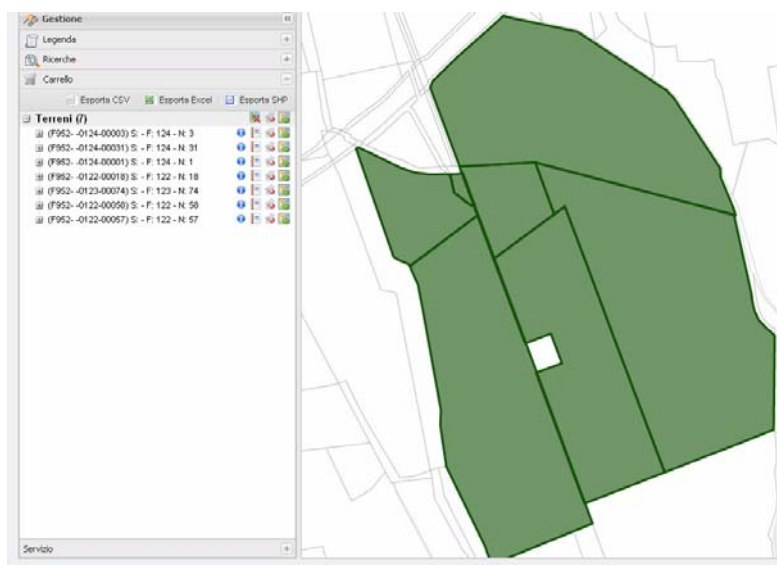 Gestione
Legenda
Ricerche
Carrello
Esporta CSV Esporta Excel Esporta SHP
Terreni (7)
(F952- -0124-00003) S: - F: 124 - N: 3
(F952- -0124-00031) S: - F: 124 - N: 31
(F952- -0124-00001) S: - F: 124 - N: 1
(F952- -0122-00018) S: - F: 122 - N: 18
(F952- -0123-00074) S: - F: 123 - N: 74
(F952- -0122-00058) S: - F: 122 - N: 58
(F952- -0122-00057) S: - F: 122 - N: 57
Servizio